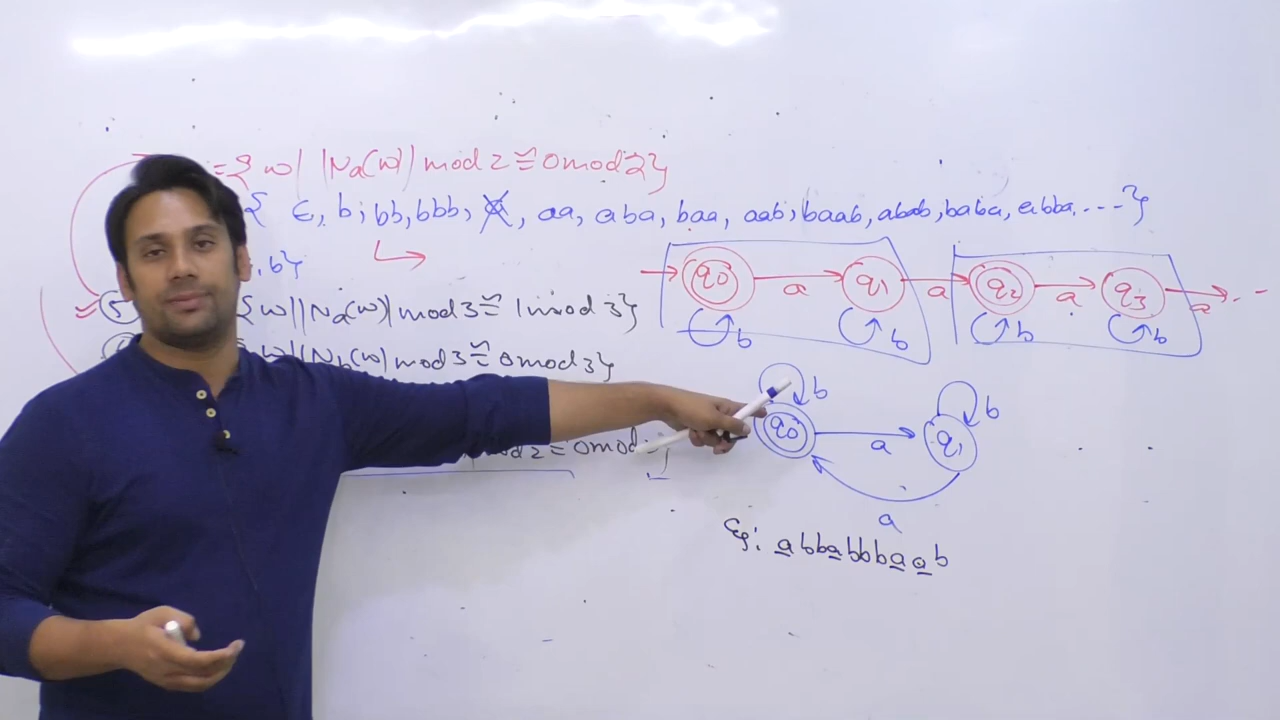 ={ w | |Na(w)| mod 2 ≅ 0 mod 2}
{ ϵ, b, bb, bbb, aa, aba, baa, aab, baab, abab, baba, abba, ....}
, b}
q0 a q1 a q2 a q3 a ...
b b b b
5 {w | |Na(w)| mod 3 ≅ 1 mod 3}
w | |Nb(w)| mod 3 ≅ 0 mod 3}
b b
q0 a q1
mod 2 = 0 mod
a
Eg: abbabbbaab